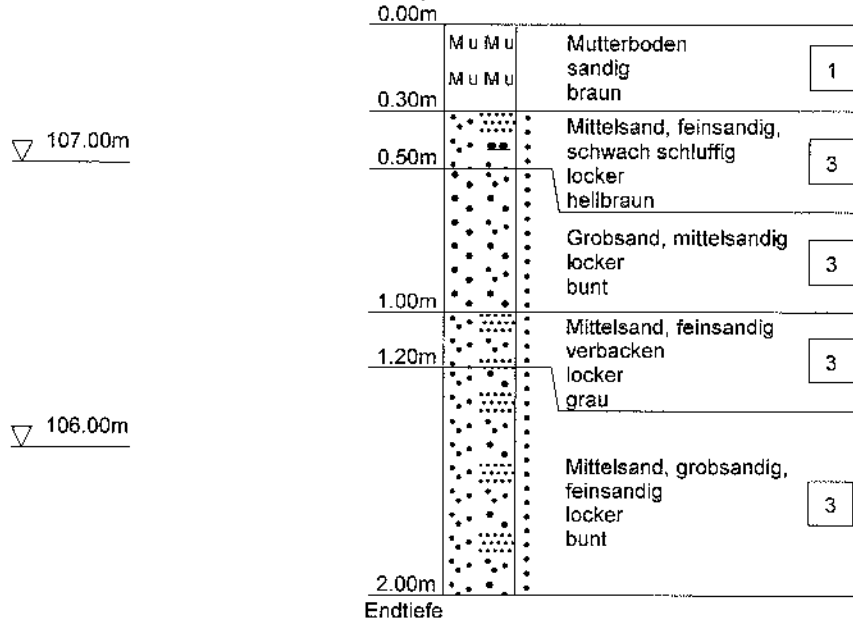 0.00m
Mu Mu
Mu Mu
Mutterboden
sandig
braun
1
0.30m
107.00m
Mittelsand, feinsandig,
schwach schluffig
locker
hellbraun
3
0.50m
Grobsand, mittelsandig
locker
bunt
3
1.00m
Mittelsand, feinsandig
verbacken
locker
grau
3
1.20m
106.00m
Mittelsand, grobsandig,
feinsandig
locker
bunt
3
2.00m
Endtiefe